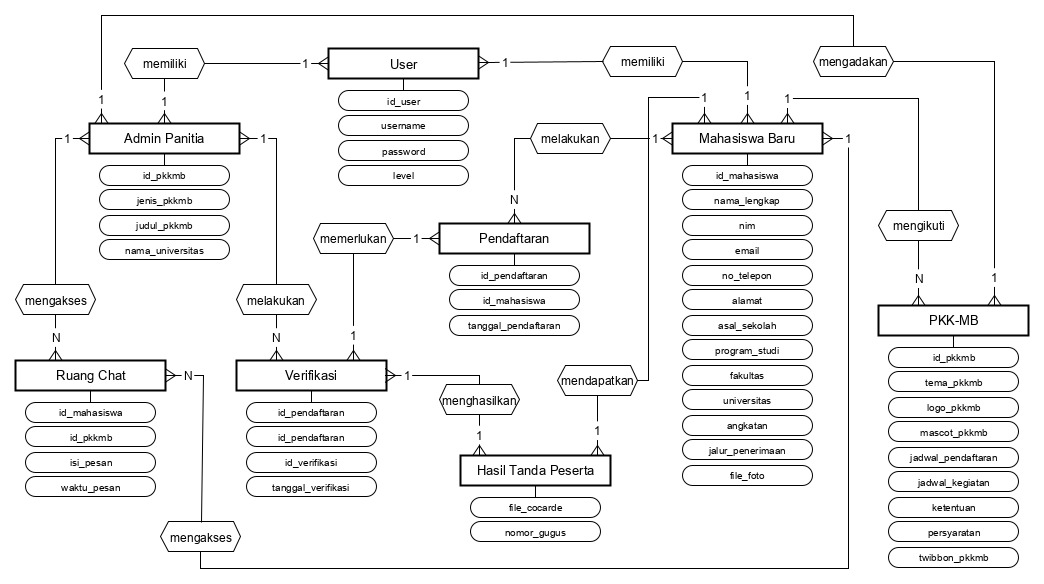 memiliki
1
1
User
id_user
username
password
level
1
memiliki
1
mengadakan
1
1
Admin Panitia
id_pkkmb
jenis_pkkmb
judul_pkkmb
nama_universitas
1
1
mengakses
N
Ruang Chat
id_mahasiswa
id_pkkmb
isi_pesan
waktu_pesan
N
mengakses
1
melakukan
N
Verifikasi
id_pendaftaran
id_pendaftaran
id_verifikasi
tanggal_verifikasi
memerlukan
1
1
melakukan
1
N
Pendaftaran
id_pendaftaran
id_mahasiswa
tanggal_pendaftaran
1
menghasilkan
1
mendapatkan
1
1
Hasil Tanda Peserta
file_cocarde
nomor_gugus
Mahasiswa Baru
id_mahasiswa
nama_lengkap
nim
email
no_telepon
alamat
asal_sekolah
program_studi
fakultas
universitas
angkatan
jalur_penerimaan
file_foto
1
mengikuti
N
PKK-MB
id_pkkmb
tema_pkkmb
logo_pkkmb
mascot_pkkmb
jadwal_pendaftaran
jadwal_kegiatan
ketentuan
persyaratan
twibbon_pkkmb